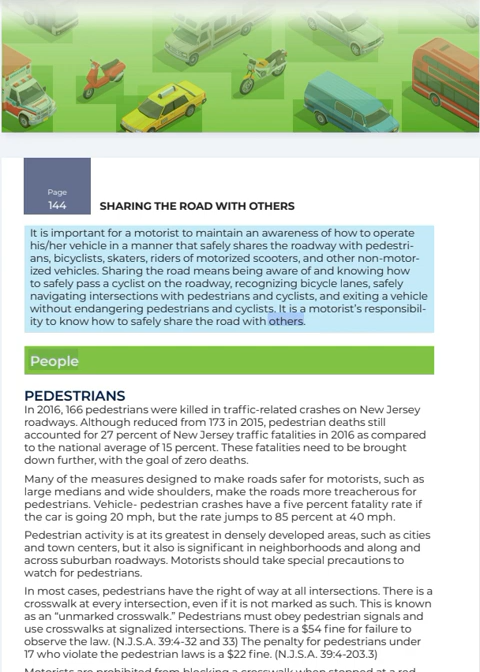 Page
144
SHARING THE ROAD WITH OTHERS
It is important for a motorist to maintain an awareness of how to operate
his/her vehicle in a manner that safely shares the roadway with pedestri-
ans, bicyclists, skaters, riders of motorized scooters, and other non-motor-
ized vehicles. Sharing the road means being aware of and knowing how
to safely pass a cyclist on the roadway, recognizing bicycle lanes, safely
navigating intersections with pedestrians and cyclists, and exiting a vehicle
without endangering pedestrians and cyclists. It is a motorist's responsibil-
ity to know how to safely share the road with others.
People
PEDESTRIANS
In 2016, 166 pedestrians were killed in traffic-related crashes on New Jersey
roadways. Although reduced from 173 in 2015, pedestrian deaths still
accounted for 27 percent of New Jersey traffic fatalities in 2016 as compared
to the national average of 15 percent. These fatalities need to be brought
down further, with the goal of zero deaths.
Many of the measures designed to make roads safer for motorists, such as
large medians and wide shoulders, make the roads more treacherous for
pedestrians. Vehicle- pedestrian crashes have a five percent fatality rate if
the car is going 20 mph, but the rate jumps to 85 percent at 40 mph.
Pedestrian activity is at its greatest in densely developed areas, such as cities
and town centers, but it also is significant in neighborhoods and along and
across suburban roadways. Motorists should take special precautions to
watch for pedestrians.
In most cases, pedestrians have the right of way at all intersections. There is a
crosswalk at every intersection, even if it is not marked as such. This is known
as an “unmarked crosswalk.” Pedestrians must obey pedestrian signals and
use crosswalks at signalized intersections. There is a $54 fine for failure to
observe the law. (N.J.S.A. 39:4-32 and 33) The penalty for pedestrians under
17 who violate the pedestrian laws is a $22 fine. (N.J.S.A. 39:4-203.3)
Motorists are prohibited from blocking a crosswalk when stopped at a red